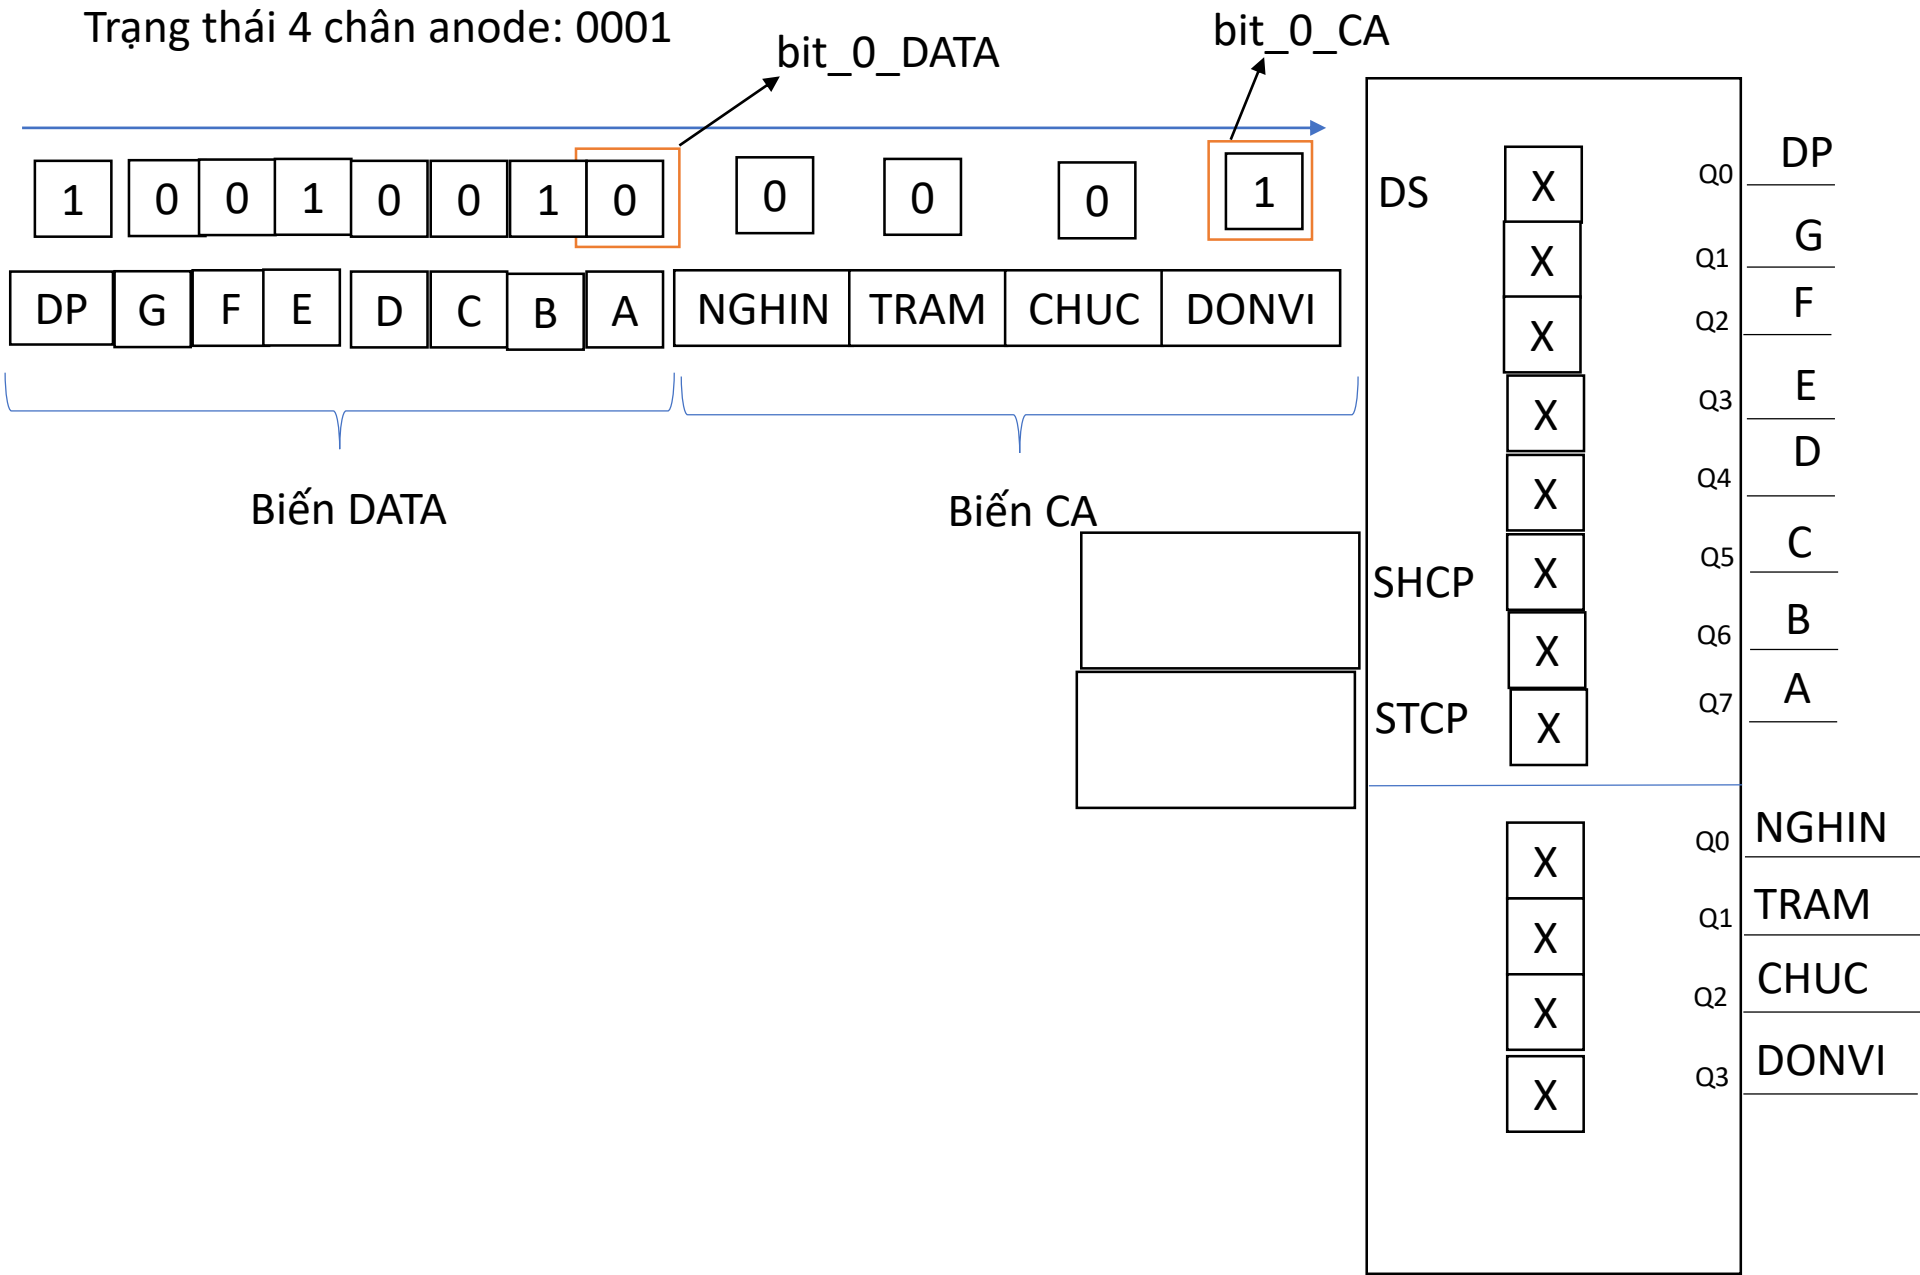 Trạng thái 4 chân anode: 0001
bit_0_DATA
bit_0_CA
1 0 0 1 0 0 1 0 0 0 0 1
DP G F E D C B A NGHIN TRAM CHUC DONVI
Biến DATA
Biến CA
DS
SHCP
STCP
X Q0 DP
X Q1 G
X Q2 F
X Q3 E
X Q4 D
X Q5 C
X Q6 B
X Q7 A
X Q0 NGHIN
X Q1 TRAM
X Q2 CHUC
X Q3 DONVI